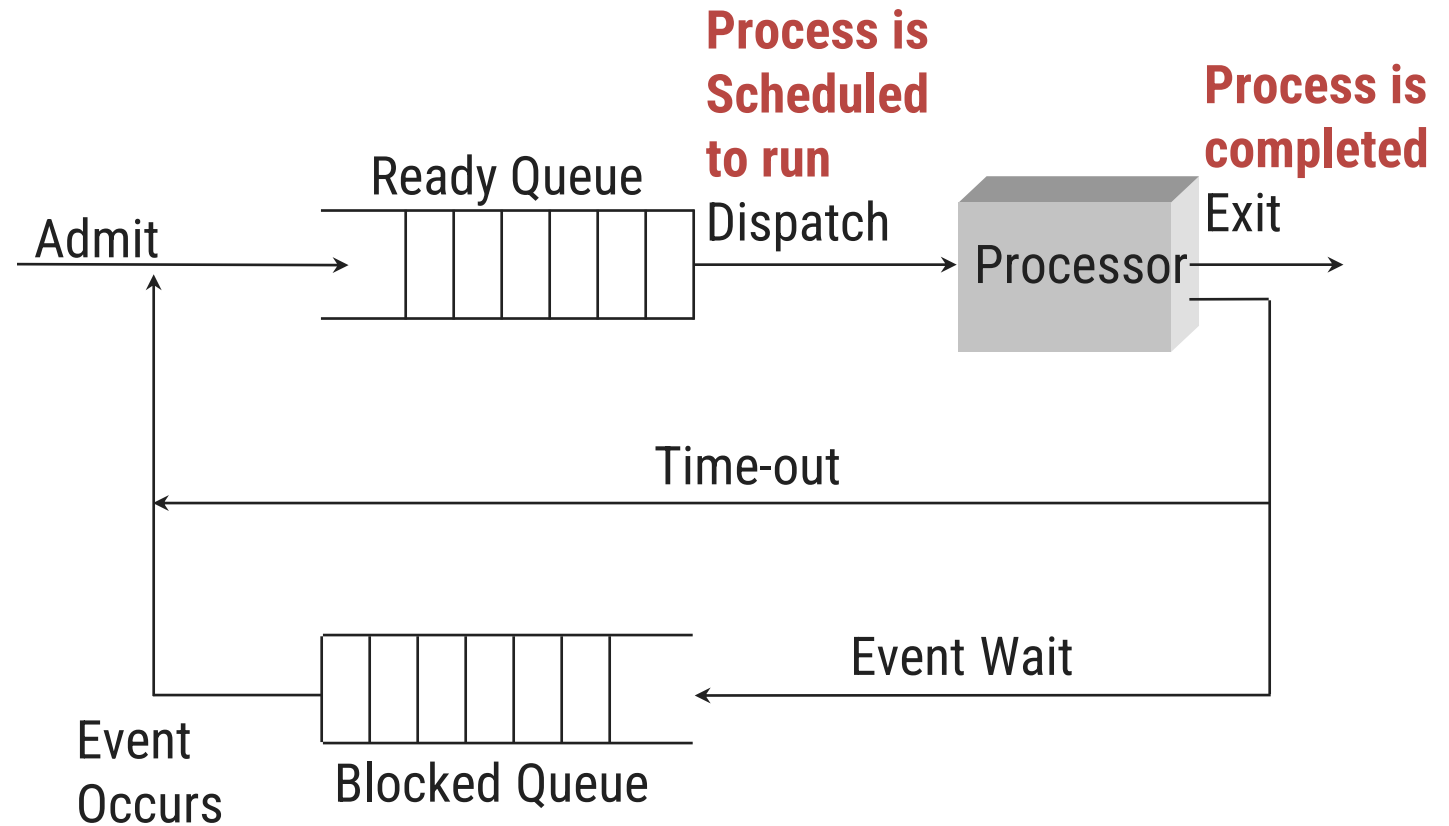 Process is
Scheduled
to run
Dispatch
Process is
completed
Exit
Ready Queue
Admit
Processor
Time-out
Event Wait
Event
Occurs
Blocked Queue